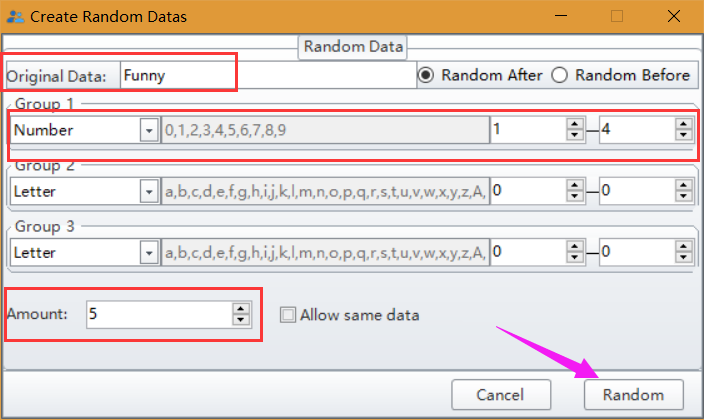 Create Random Datas
Random Data
Original Data: Funny Random After Random Before
Group 1
Number 0,1,2,3,4,5,6,7,8,9 1 — 4
Group 2
Letter a,b,c,d,e,f,g,h,i,j,k,l,m,n,o,p,q,r,s,t,u,v,w,x,y,z,A, 0 — 0
Group 3
Letter a,b,c,d,e,f,g,h,i,j,k,l,m,n,o,p,q,r,s,t,u,v,w,x,y,z,A, 0 — 0
Amount: 5 Allow same data
Cancel Random